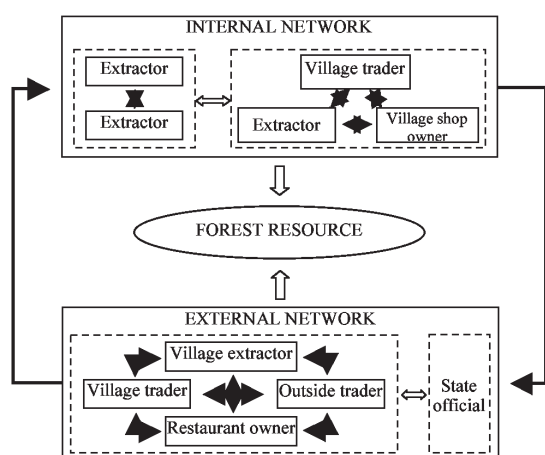 INTERNAL NETWORK
Extractor
Extractor
Village trader
Extractor
Village shop
owner
FOREST RESOURCE
EXTERNAL NETWORK
Village extractor
Village trader
Outside trader
Restaurant owner
State
official